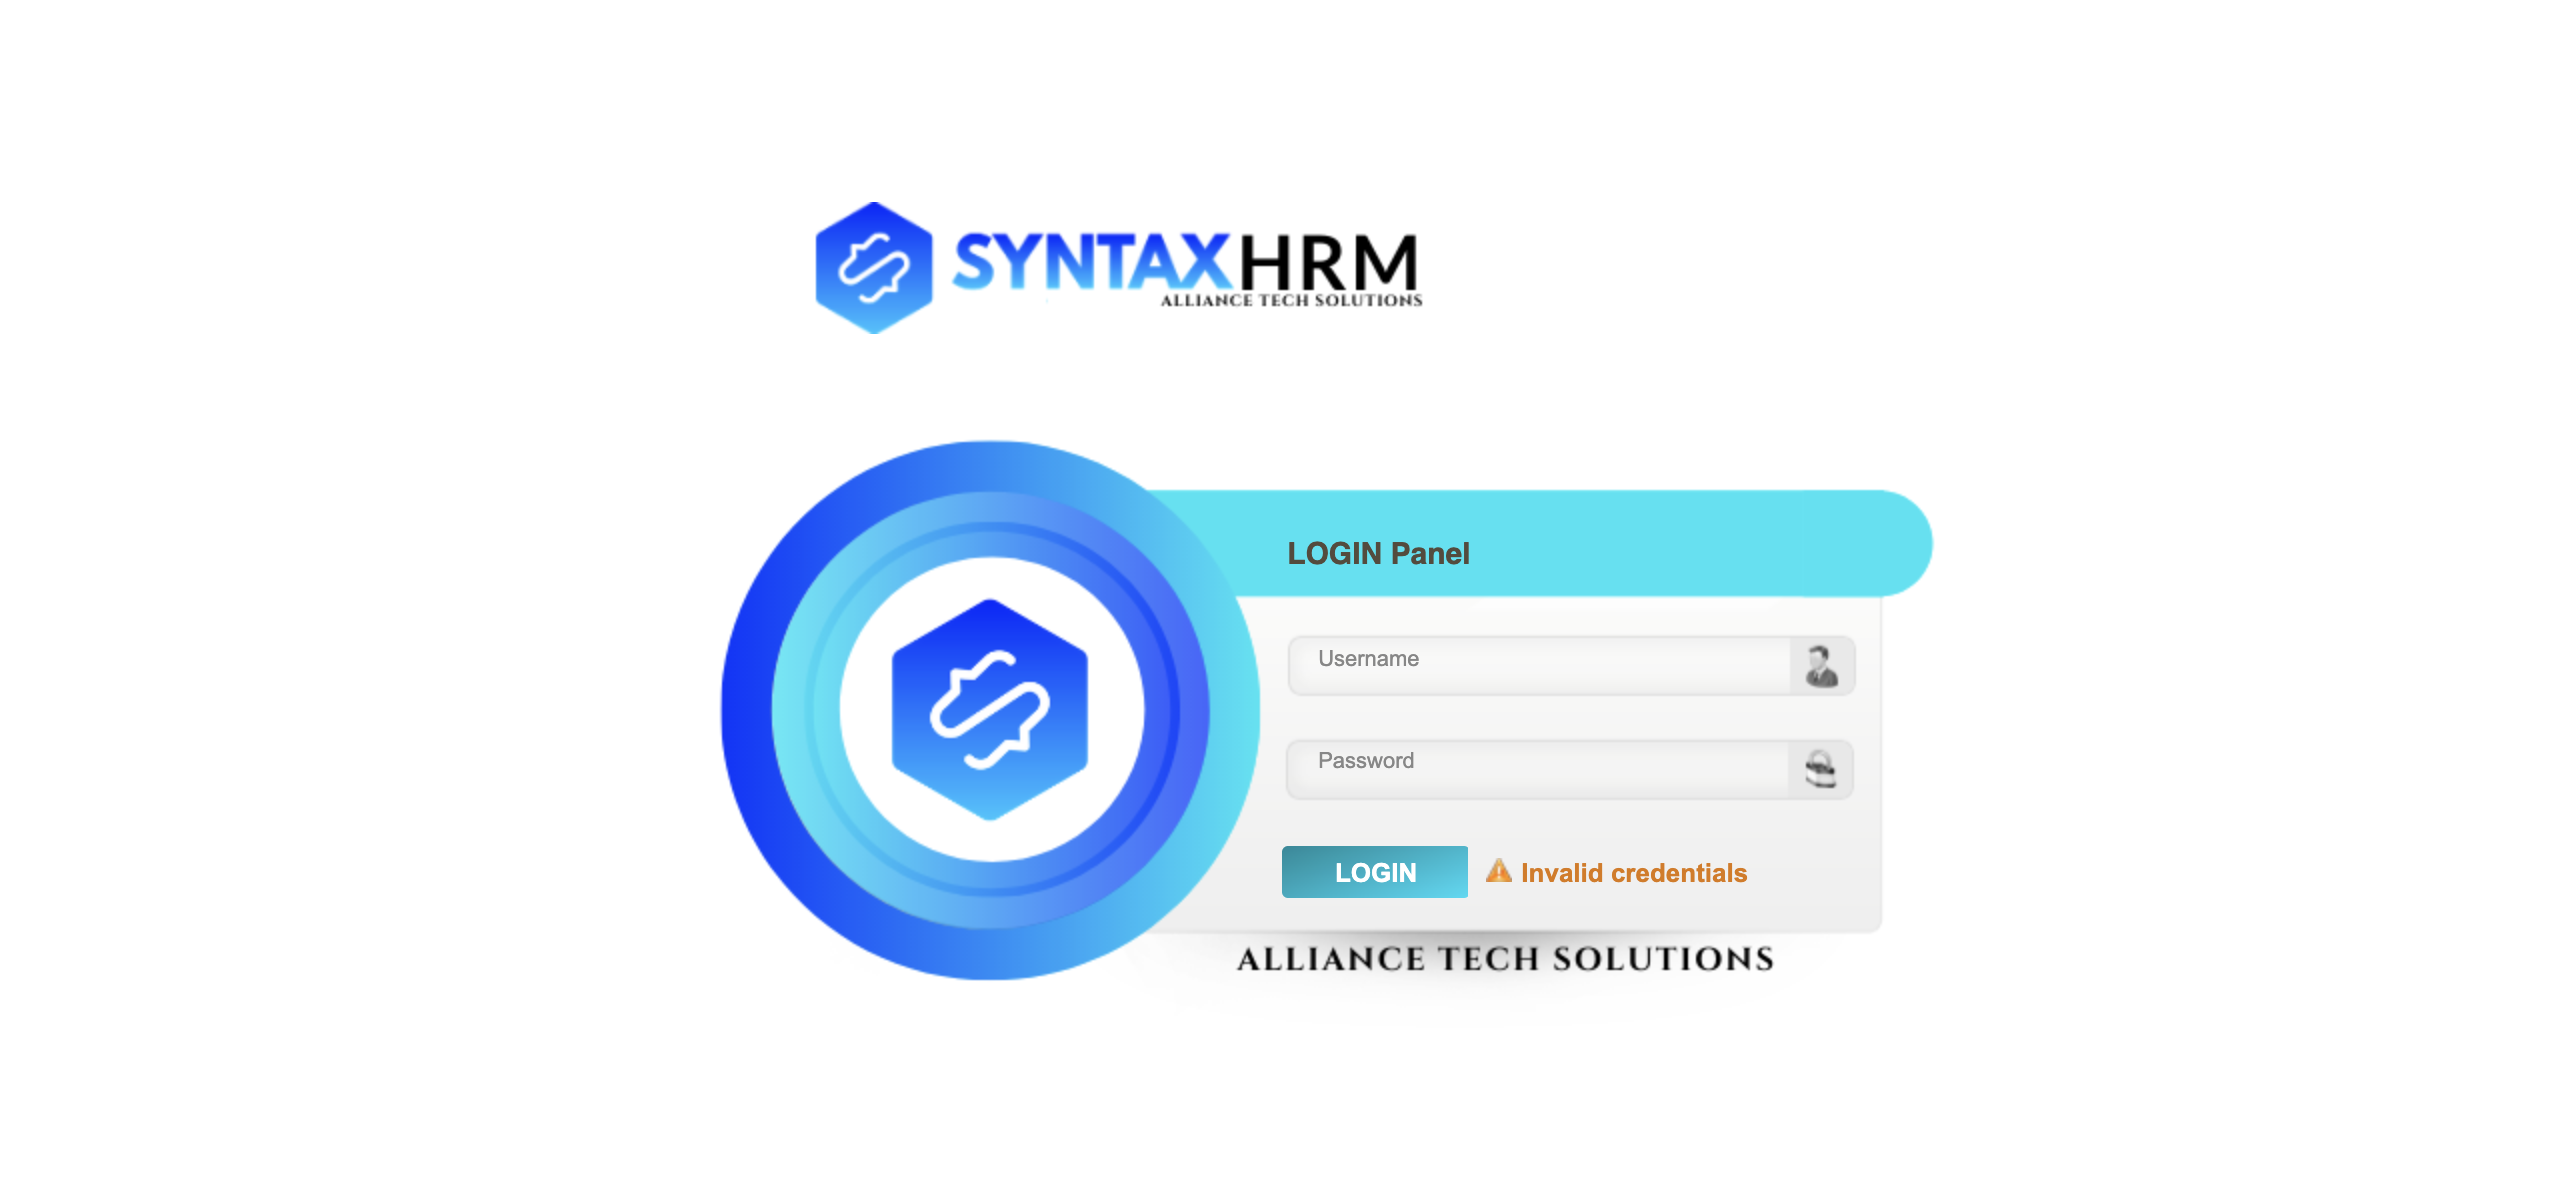 SYNTAXHRM
ALLIANCE TECH SOLUTIONS
LOGIN Panel
Username
Password
LOGIN
Invalid credentials
ALLIANCE TECH SOLUTIONS